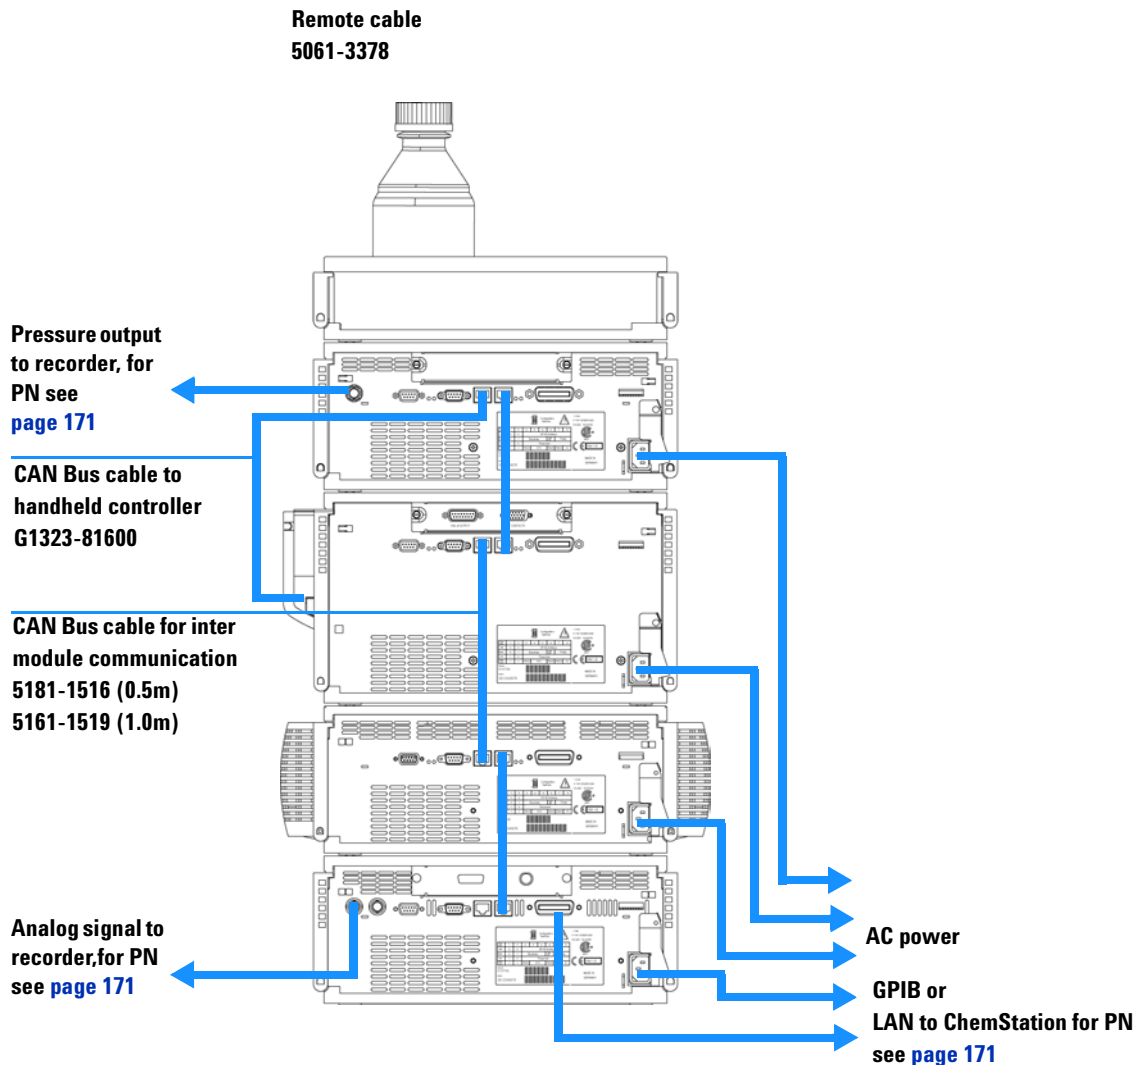 Remote cable
5061-3378
Pressure output
to recorder, for
PN see
page 171
CAN Bus cable to
handheld controller
G1323-81600
CAN Bus cable for inter
module communication
5181-1516 (0.5m)
5161-1519 (1.0m)
Analog signal to
recorder,for PN
see page 171
AC power
GPIB or
LAN to ChemStation for PN
see page 171